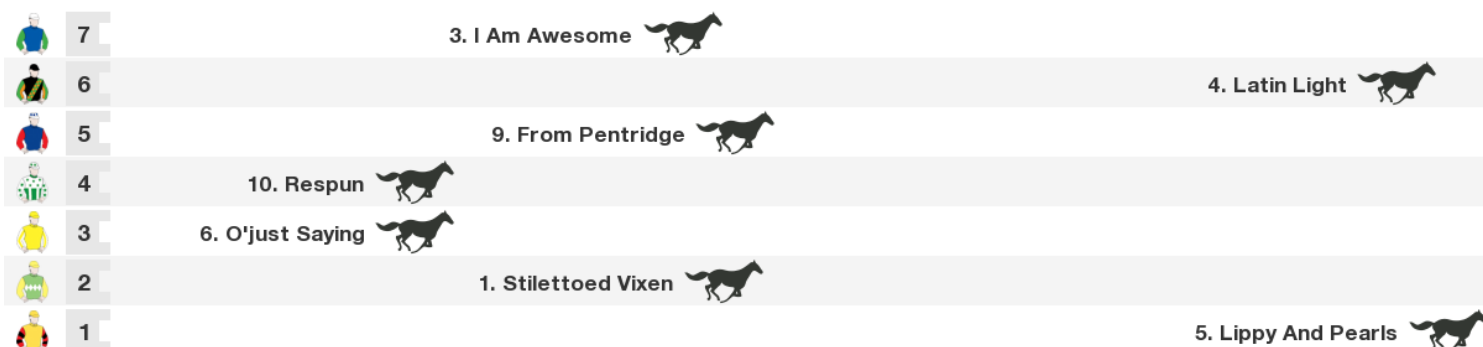 7 3. I Am Awesome
6 4. Latin Light
5 9. From Pentridge
4 10. Respun
3 6. O'just Saying
2 1. Stilettoed Vixen
1 5. Lippy And Pearls